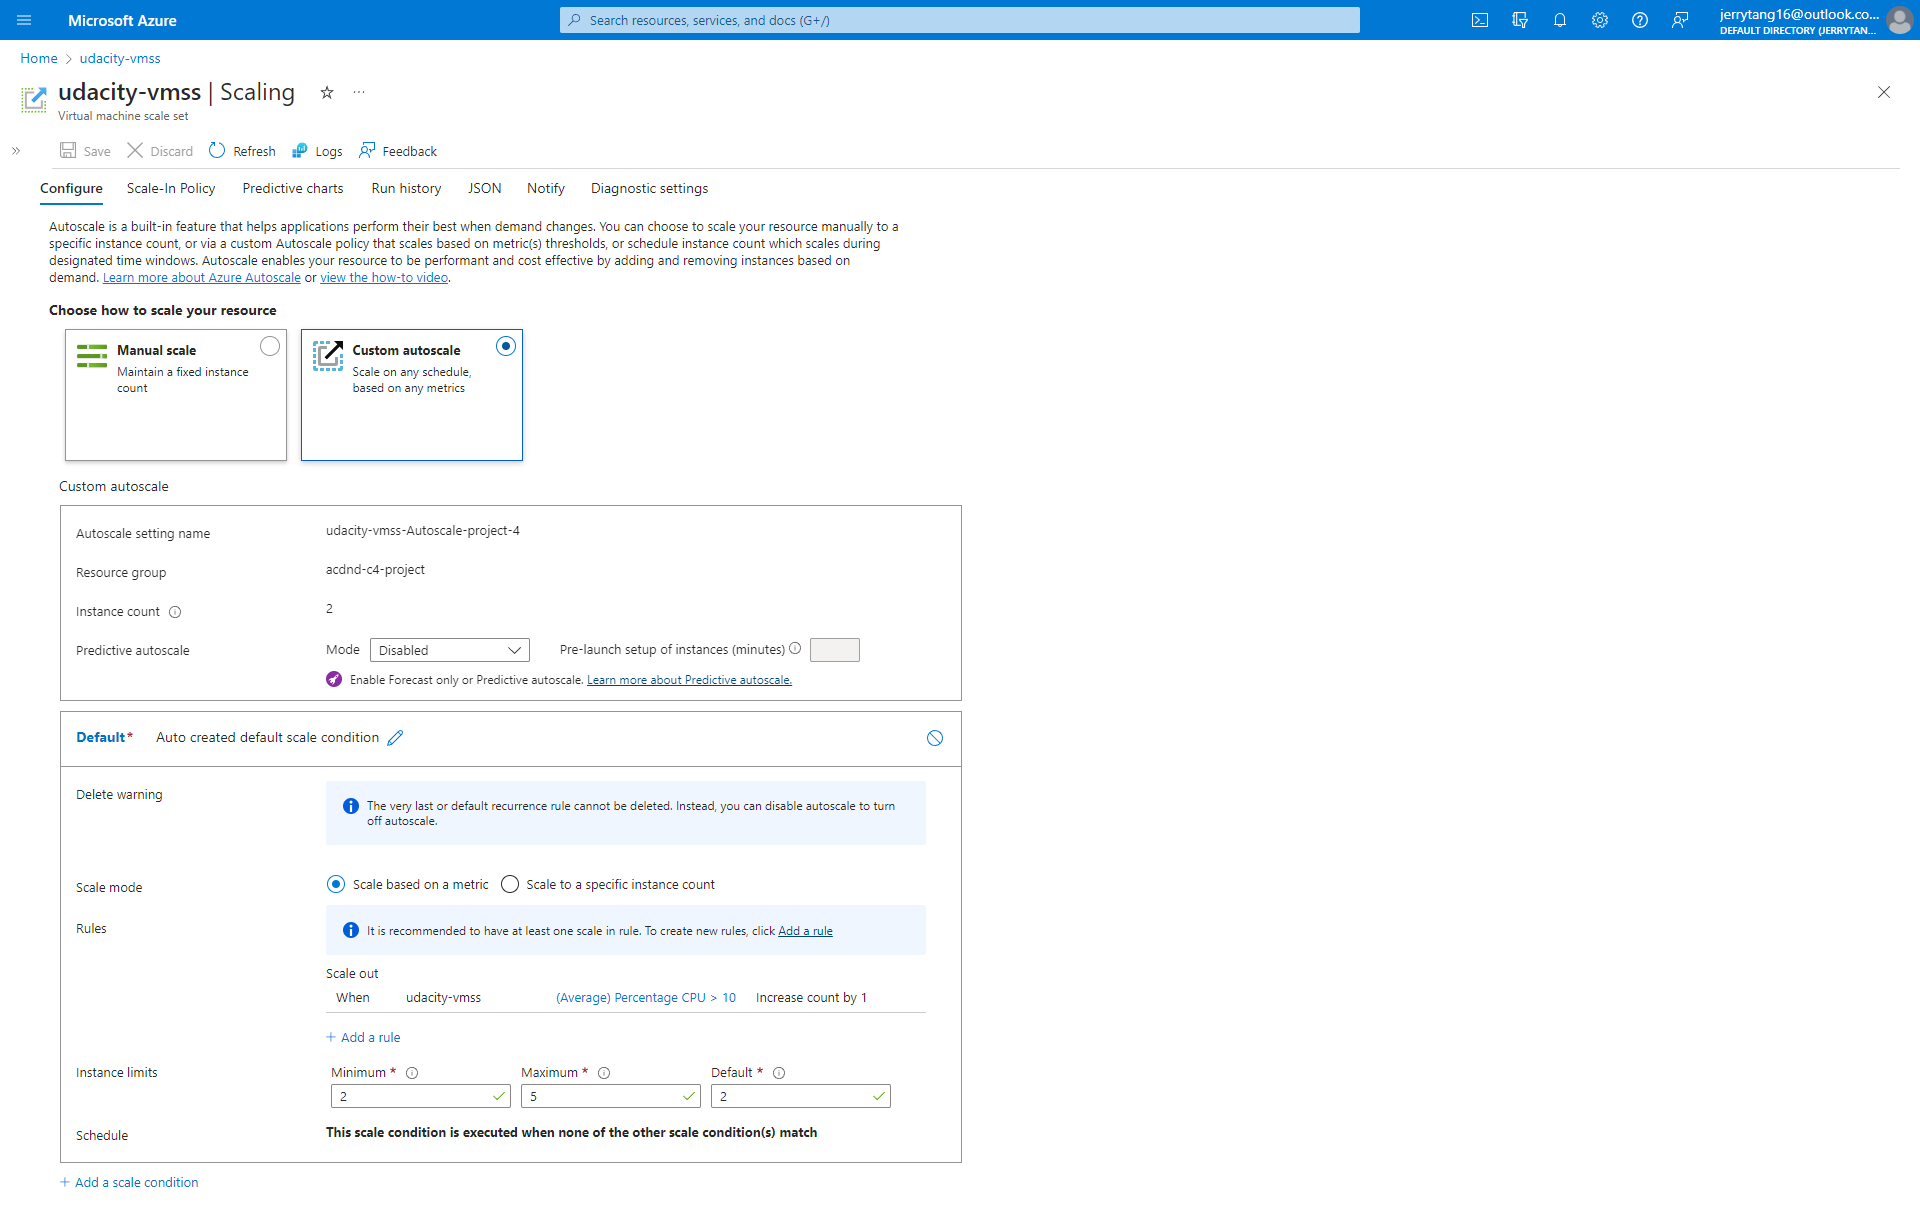 Microsoft Azure
Search resources, services, and docs (G+/)
jerrytang16@outlook.co...
DEFAULT DIRECTORY (JERRYTAN...
Home > udacity-vmss
udacity-vmss | Scaling
Virtual machine scale set
Save Discard Refresh Logs Feedback
Configure Scale-In Policy Predictive charts Run history JSON Notify Diagnostic settings
Autoscale is a built-in feature that helps applications perform their best when demand changes. You can choose to scale your resource manually to a
specific instance count, or via a custom Autoscale policy that scales based on metric(s) thresholds, or schedule instance count which scales during
designated time windows. Autoscale enables your resource to be performant and cost effective by adding and removing instances based on
demand. Learn more about Azure Autoscale or view the how-to video.
Choose how to scale your resource
Manual scale
Maintain a fixed instance
count
Custom autoscale
Scale on any schedule,
based on any metrics
Custom autoscale
Autoscale setting name udacity-vmss-Autoscale-project-4
Resource group acdnd-c4-project
Instance count 2
Predictive autoscale Mode Disabled Pre-launch setup of instances (minutes)
Enable Forecast only or Predictive autoscale. Learn more about Predictive autoscale.
Default* Auto created default scale condition
Delete warning
The very last or default recurrence rule cannot be deleted. Instead, you can disable autoscale to turn
off autoscale.
Scale mode Scale based on a metric Scale to a specific instance count
Rules
It is recommended to have at least one scale in rule. To create new rules, click Add a rule
Scale out
When udacity-vmss (Average) Percentage CPU > 10 Increase count by 1
+ Add a rule
Instance limits Minimum * Maximum * Default *
2 5 2
Schedule This scale condition is executed when none of the other scale condition(s) match
+ Add a scale condition